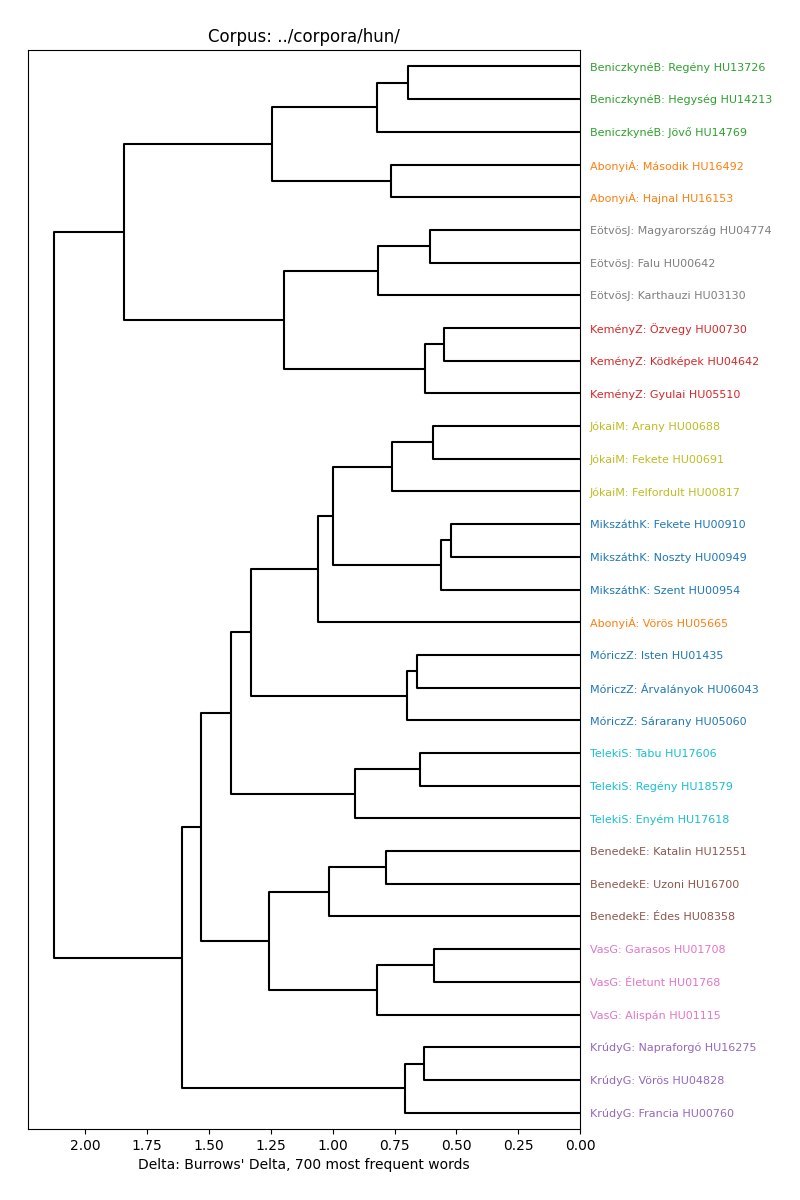 Corpus: ../corpora/hun/
BeniczkynéB: Regény HU13726
BeniczkynéB: Hegység HU14213
BeniczkynéB: Jövő HU14769
AbonyiÁ: Második HU16492
AbonyiÁ: Hajnal HU16153
EötvösJ: Magyarország HU04774
EötvösJ: Falu HU00642
EötvösJ: Karthauzi HU03130
KeményZ: Özvegy HU00730
KeményZ: Ködképek HU04642
KeményZ: Gyulai HU05510
JókaiM: Arany HU00688
JókaiM: Fekete HU00691
JókaiM: Felfordult HU00817
MikszáthK: Fekete HU00910
MikszáthK: Noszty HU00949
MikszáthK: Szent HU00954
AbonyiÁ: Vörös HU05665
MóriczZ: Isten HU01435
MóriczZ: Árvalányok HU06043
MóriczZ: Sárarany HU05060
TelekiS: Tabu HU17606
TelekiS: Regény HU18579
TelekiS: Enyém HU17618
BenedekE: Katalin HU12551
BenedekE: Uzoni HU16700
BenedekE: Édes HU08358
VasG: Garasos HU01708
VasG: Életunt HU01768
VasG: Alispán HU01115
KrúdyG: Napraforgó HU16275
KrúdyG: Vörös HU04828
KrúdyG: Francia HU00760
2.00 1.75 1.50 1.25 1.00 0.75 0.50 0.25 0.00
Delta: Burrows' Delta, 700 most frequent words